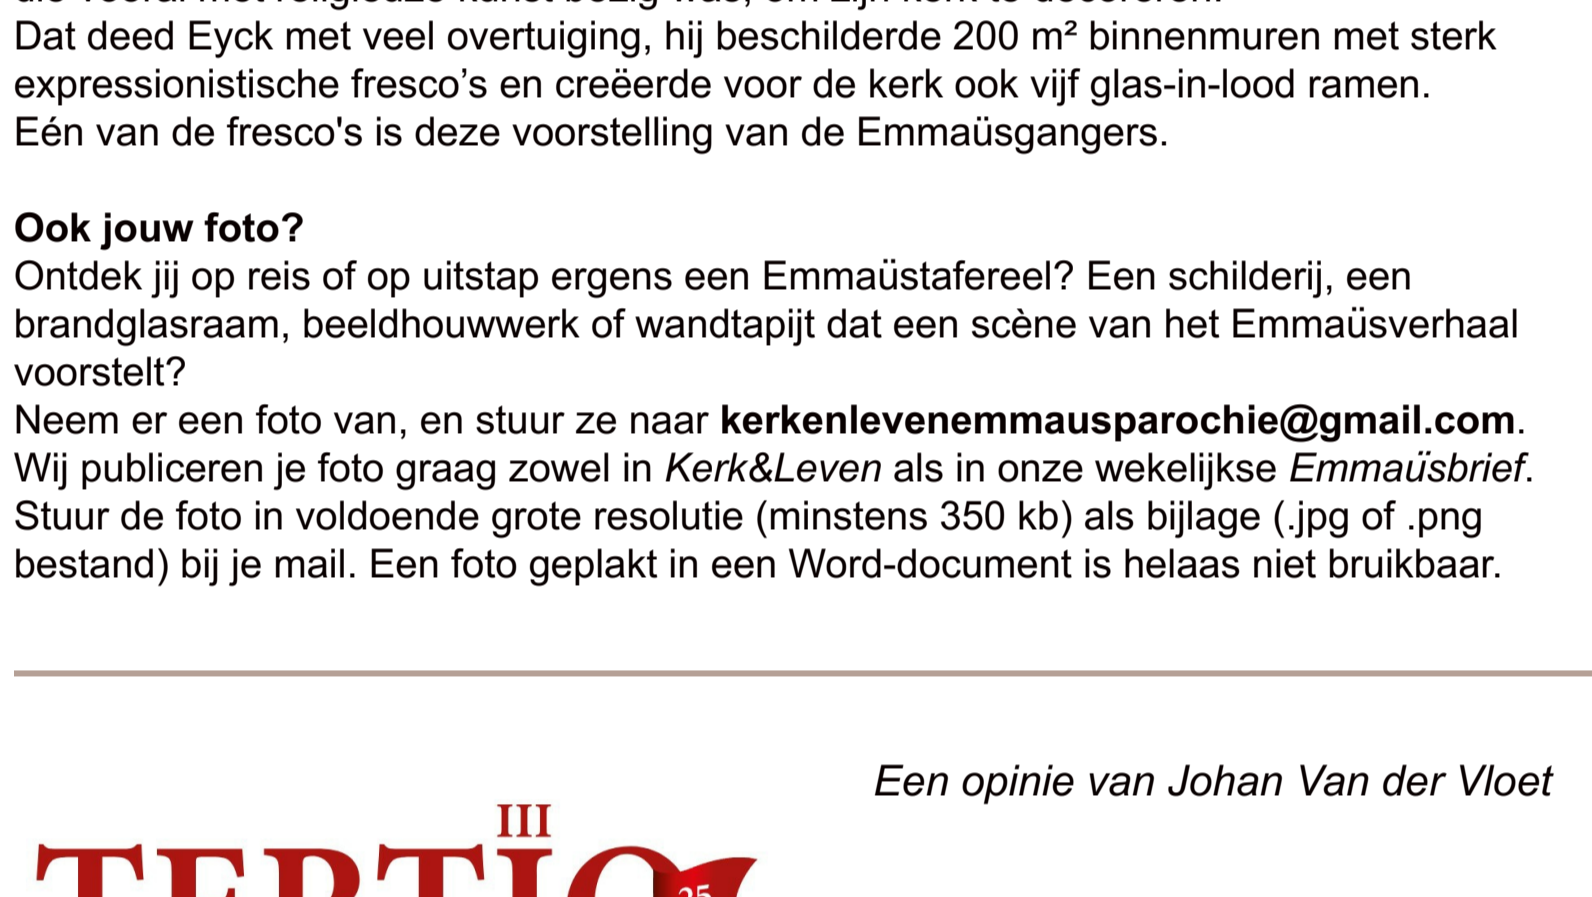 Dat deed Eyck met veel overtuiging, hij beschilderde 200 m² binnenmuren met sterk
expressionistische fresco’s en creëerde voor de kerk ook vijf glas-in-lood ramen.
Eén van de fresco's is deze voorstelling van de Emmaüsgangers.
Ook jouw foto?
Ontdek jij op reis of op uitstap ergens een Emmaüstafereel? Een schilderij, een
brandglasraam, beeldhouwwerk of wandtapijt dat een scène van het Emmaüsverhaal
voorstelt?
Neem er een foto van, en stuur ze naar kerkenlevenemmausparochie@gmail.com.
Wij publiceren je foto graag zowel in Kerk&Leven als in onze wekelijkse Emmaüsbrief.
Stuur de foto in voldoende grote resolutie (minstens 350 kb) als bijlage (.jpg of .png
bestand) bij je mail. Een foto geplakt in een Word-document is helaas niet bruikbaar.
Een opinie van Johan Van der Vloet
III
TERTIO
25